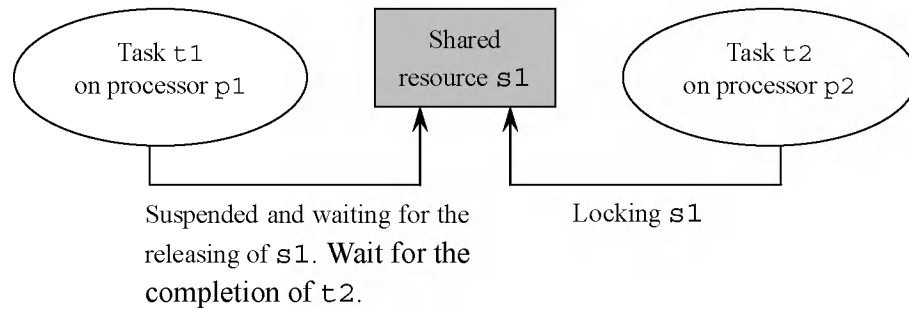 Task t1
on processor p1
Shared
resource s1
Task t2
on processor p2
Suspended and waiting for the
releasing of s1. Wait for the
completion of t2.
Locking s1